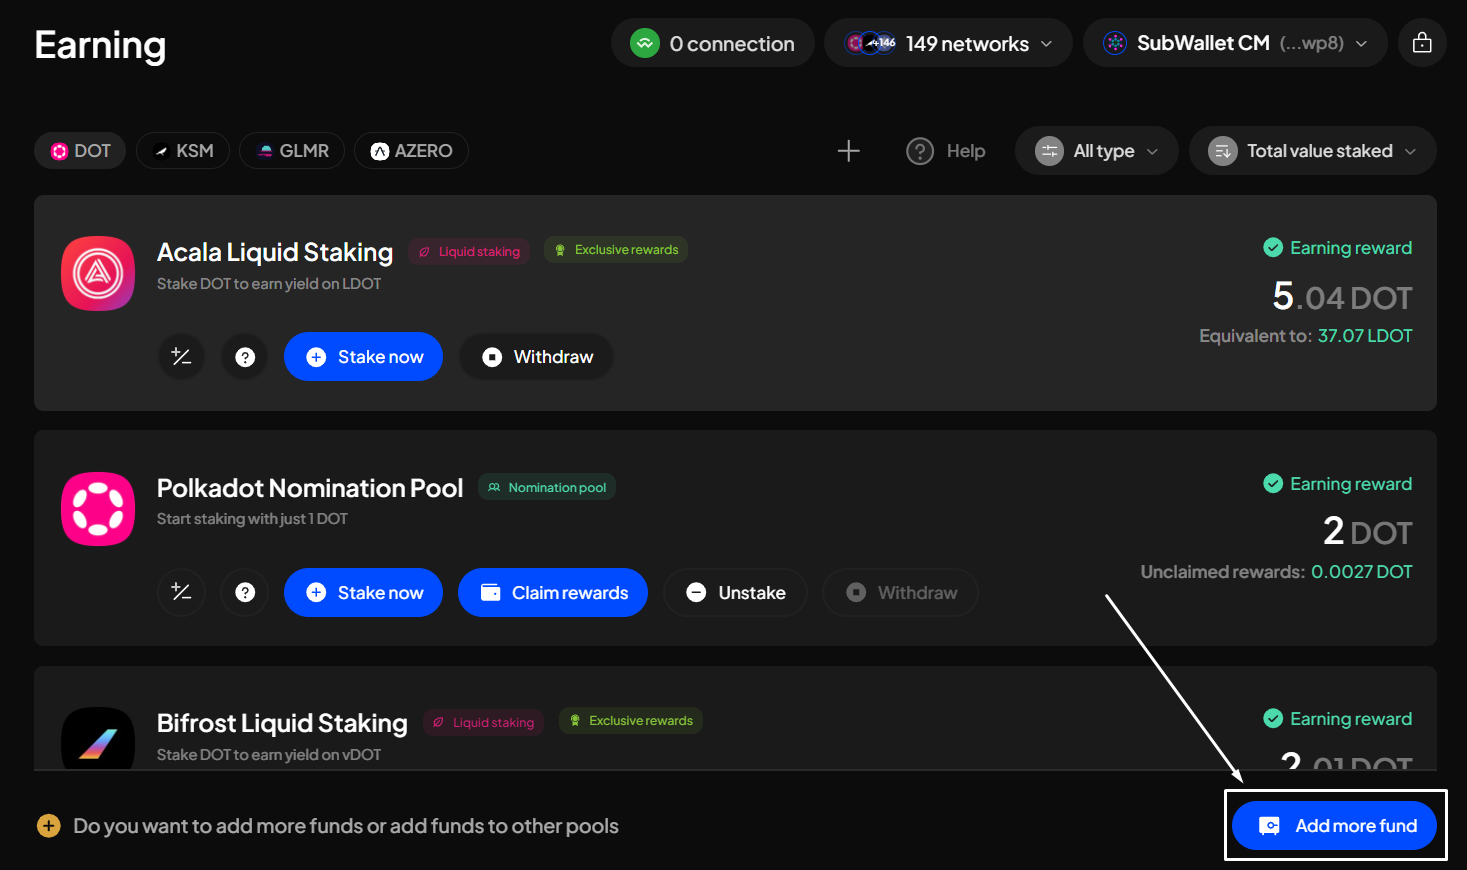 Earning
0 connection
+146
149 networks
SubWallet CM (...wp8)
DOT
KSM
GLMR
AZERO
Help
All type
Total value staked
Acala Liquid Staking
Liquid staking
Exclusive rewards
Stake DOT to earn yield on LDOT
Stake now
Withdraw
Earning reward
5.04 DOT
Equivalent to: 37.07 LDOT
Polkadot Nomination Pool
Nomination pool
Start staking with just 1 DOT
Stake now
Claim rewards
Unstake
Withdraw
Earning reward
2 DOT
Unclaimed rewards: 0.0027 DOT
Bifrost Liquid Staking
Liquid staking
Exclusive rewards
Stake DOT to earn yield on vDOT
Earning reward
2.01 DOT
Do you want to add more funds or add funds to other pools
Add more fund